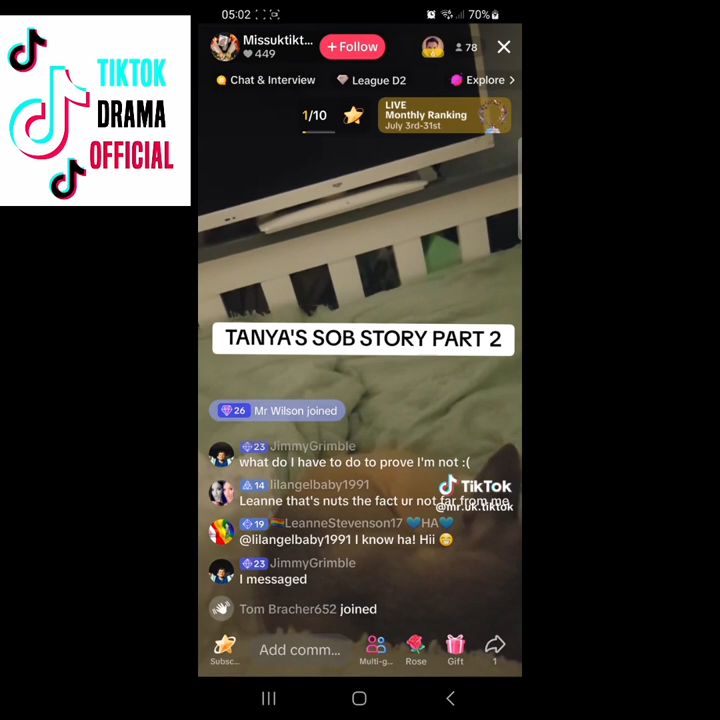 TIKTOK
DRAMA
OFFICIAL
05:02
70%
Missuktikt...
449
+ Follow
78
Chat & Interview
League D2
Explore >
1/10
LIVE
Monthly Ranking
July 3rd-31st
TANYA'S SOB STORY PART 2
26 Mr Wilson joined
23 JimmyGrimble
what do I have to do to prove I'm not :(
14 lilangelbaby1991
Leanne that's nuts the fact ur not far from me
TikTok
@mr.uk.tiktok
19 🏳️‍🌈LeanneStevenson17 💙HA💙
@lilangelbaby1991 I know ha! Hii 😁
23 JimmyGrimble
I messaged
Tom Bracher652 joined
Subsc...
Add comm...
Multi-g...
Rose
Gift
1